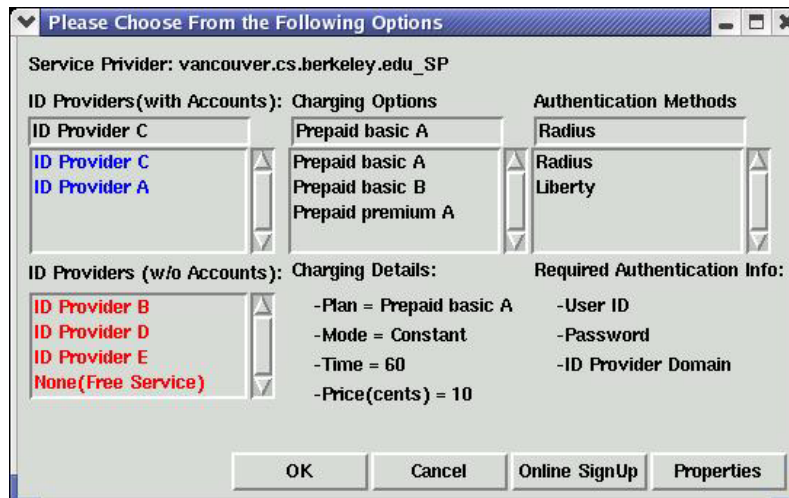 Please Choose From the Following Options
Service Privider: vancouver.cs.berkeley.edu_SP
ID Providers(with Accounts):
ID Provider C
ID Provider C
ID Provider A
Charging Options
Prepaid basic A
Prepaid basic A
Prepaid basic B
Prepaid premium A
Authentication Methods
Radius
Radius
Liberty
ID Providers (w/o Accounts):
ID Provider B
ID Provider D
ID Provider E
None(Free Service)
Charging Details:
-Plan = Prepaid basic A
-Mode = Constant
-Time = 60
-Price(cents) = 10
Required Authentication Info:
-User ID
-Password
-ID Provider Domain
OK
Cancel
Online SignUp
Properties